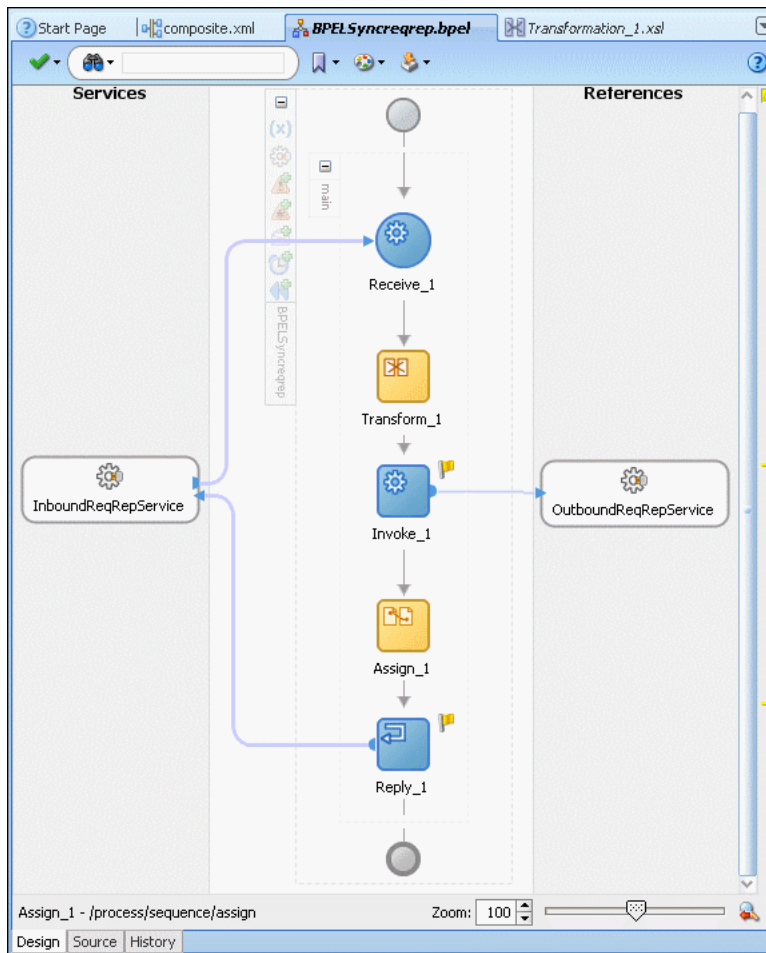 Start Page composite.xml BPELSyncreqrep.bpel Transformation_1.xsl
Services References
main
Receive_1
BPELSyncreqrep
Transform_1
InboundReqRepService
Invoke_1
OutboundReqRepService
Assign_1
Reply_1
Assign_1 - /process/sequence/assign Zoom: 100
Design Source History